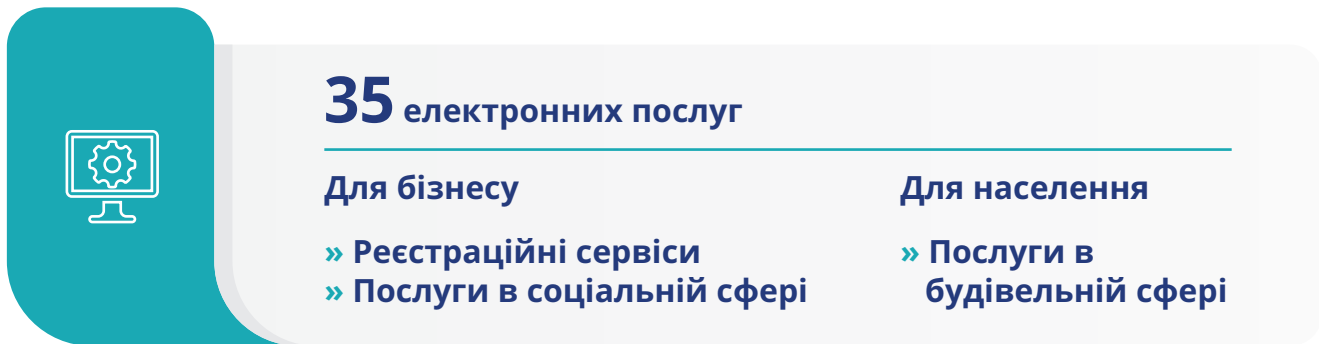 35 електронних послуг
Для бізнесу
» Реєстраційні сервіси
» Послуги в соціальній сфері
Для населення
» Послуги в
будівельній сфері